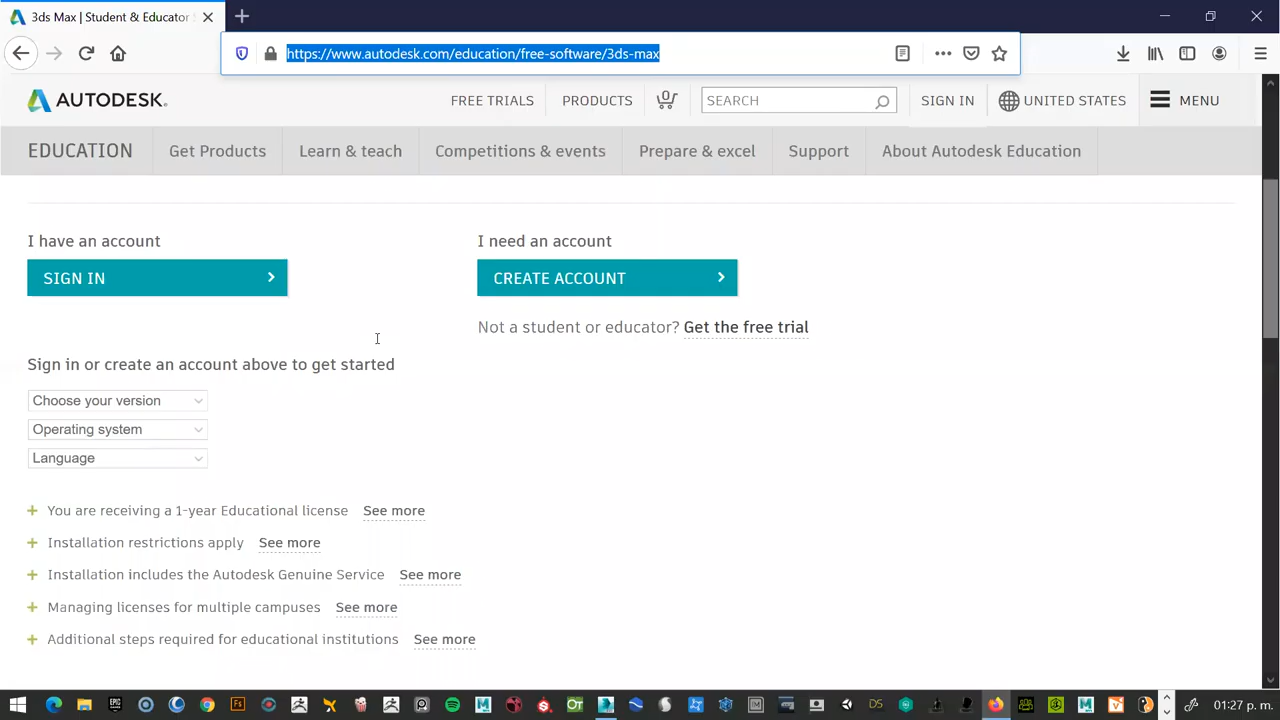 3ds Max | Student & Educator
https://www.autodesk.com/education/free-software/3ds-max
AUTODESK.
FREE TRIALS
PRODUCTS
0
SEARCH
SIGN IN
UNITED STATES
MENU
EDUCATION
Get Products
Learn & teach
Competitions & events
Prepare & excel
Support
About Autodesk Education
I have an account
I need an account
SIGN IN
CREATE ACCOUNT
Not a student or educator? Get the free trial
Sign in or create an account above to get started
Choose your version
Operating system
Language
You are receiving a 1-year Educational license See more
Installation restrictions apply See more
Installation includes the Autodesk Genuine Service See more
Managing licenses for multiple campuses See more
Additional steps required for educational institutions See more
01:27 p. m.